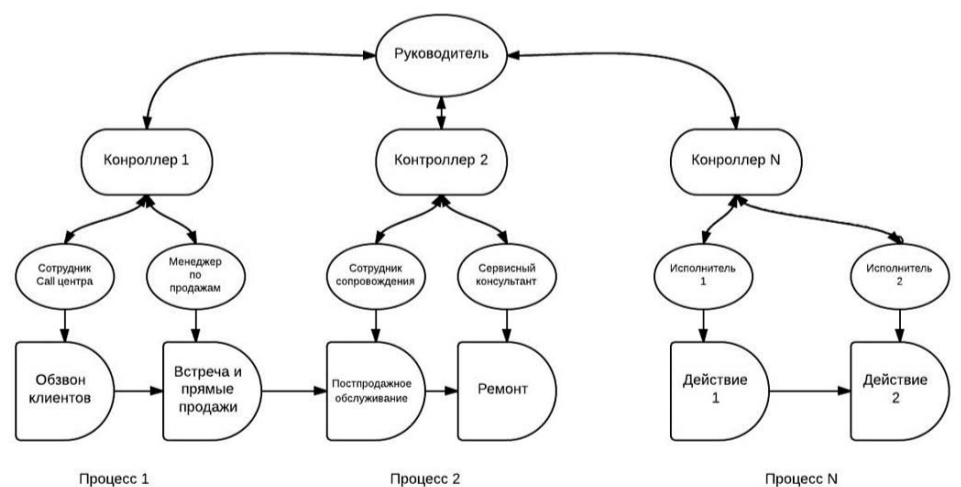 Руководитель
Конроллер 1
Контроллер 2
Конроллер N
Сотрудник
Call центра
Менеджер
по
продажам
Сотрудник
сопровождения
Сервисный
консультант
Исполнитель
1
Исполнитель
2
Обзвон
клиентов
Встреча и
прямые
продажи
Постпродажное
обслуживание
Ремонт
Действие
1
Действие
2
Процесс 1
Процесс 2
Процесс N